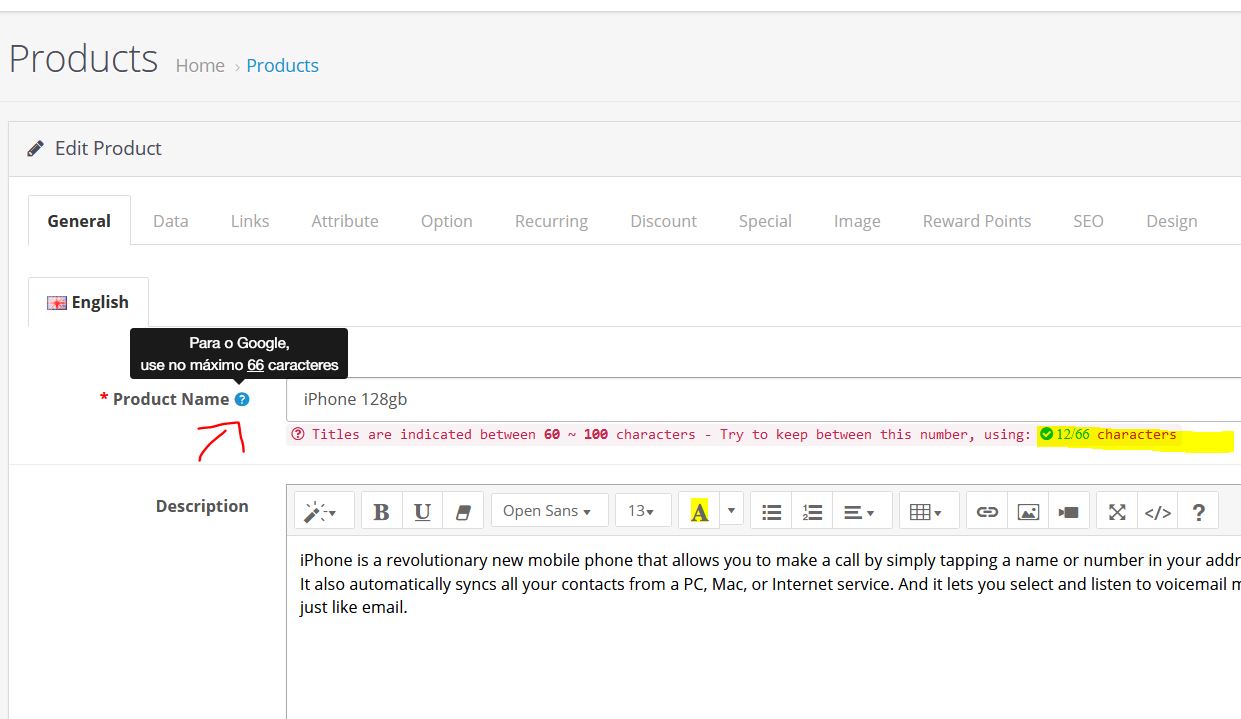 Products Home › Products
Edit Product
General Data Links Attribute Option Recurring Discount Special Image Reward Points SEO Design
English
Para o Google,
use no máximo 66 caracteres
* Product Name ? iPhone 128gb
? Titles are indicated between 60 ~ 100 characters - Try to keep between this number, using: 12/66 characters
Description
B U Open Sans 13 A </> ?
iPhone is a revolutionary new mobile phone that allows you to make a call by simply tapping a name or number in your addr
It also automatically syncs all your contacts from a PC, Mac, or Internet service. And it lets you select and listen to voicemail m
just like email.